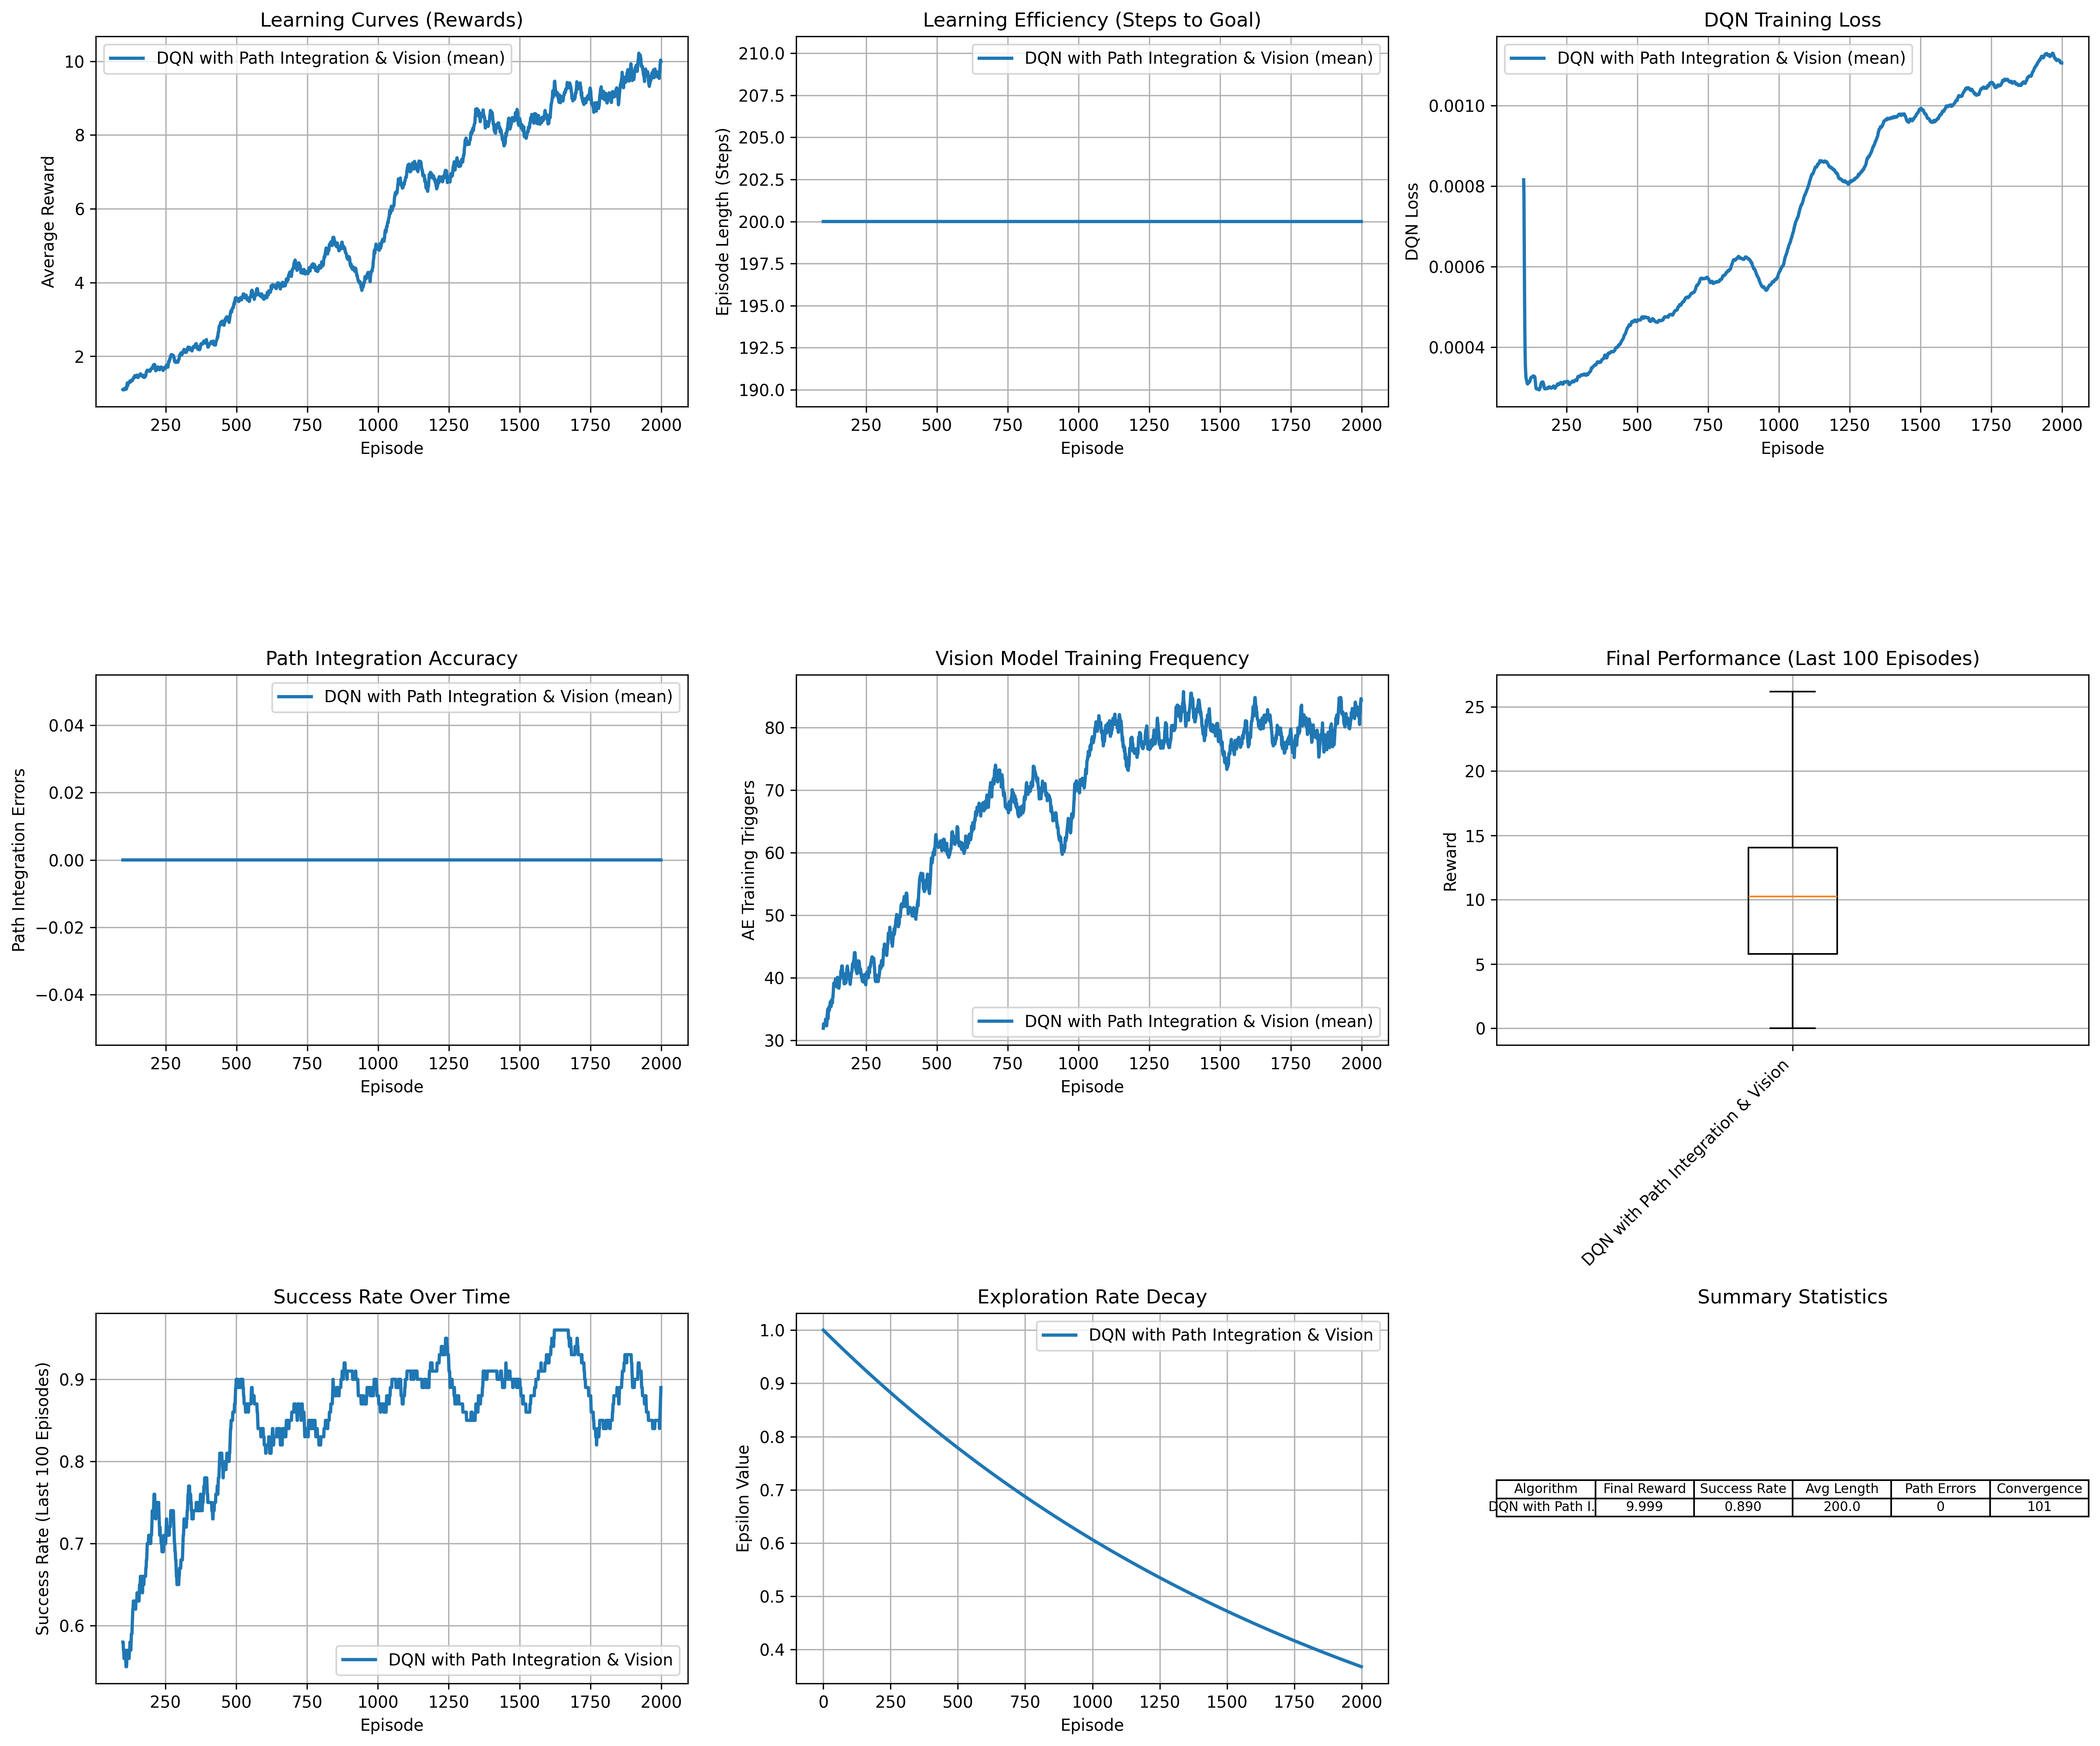 Learning Curves (Rewards)
DQN with Path Integration & Vision (mean)
10
8
6
4
2
Average Reward
250 500 750 1000 1250 1500 1750 2000
Episode
Learning Efficiency (Steps to Goal)
DQN with Path Integration & Vision (mean)
210.0
207.5
205.0
202.5
200.0
197.5
195.0
192.5
190.0
Episode Length (Steps)
250 500 750 1000 1250 1500 1750 2000
Episode
DQN Training Loss
DQN with Path Integration & Vision (mean)
0.0010
0.0008
0.0006
0.0004
DQN Loss
250 500 750 1000 1250 1500 1750 2000
Episode
Path Integration Accuracy
DQN with Path Integration & Vision (mean)
0.04
0.02
0.00
−0.02
−0.04
Path Integration Errors
250 500 750 1000 1250 1500 1750 2000
Episode
Vision Model Training Frequency
80
70
60
50
40
30
AE Training Triggers
DQN with Path Integration & Vision (mean)
250 500 750 1000 1250 1500 1750 2000
Episode
Final Performance (Last 100 Episodes)
25
20
15
10
5
0
Reward
DQN with Path Integration & Vision
Success Rate Over Time
0.9
0.8
0.7
0.6
Success Rate (Last 100 Episodes)
DQN with Path Integration & Vision
250 500 750 1000 1250 1500 1750 2000
Episode
Exploration Rate Decay
DQN with Path Integration & Vision
1.0
0.9
0.8
0.7
0.6
0.5
0.4
Epsilon Value
0 250 500 750 1000 1250 1500 1750 2000
Episode
Summary Statistics
Algorithm Final Reward Success Rate Avg Length Path Errors Convergence
DQN with Path I. 9.999 0.890 200.0 0 101